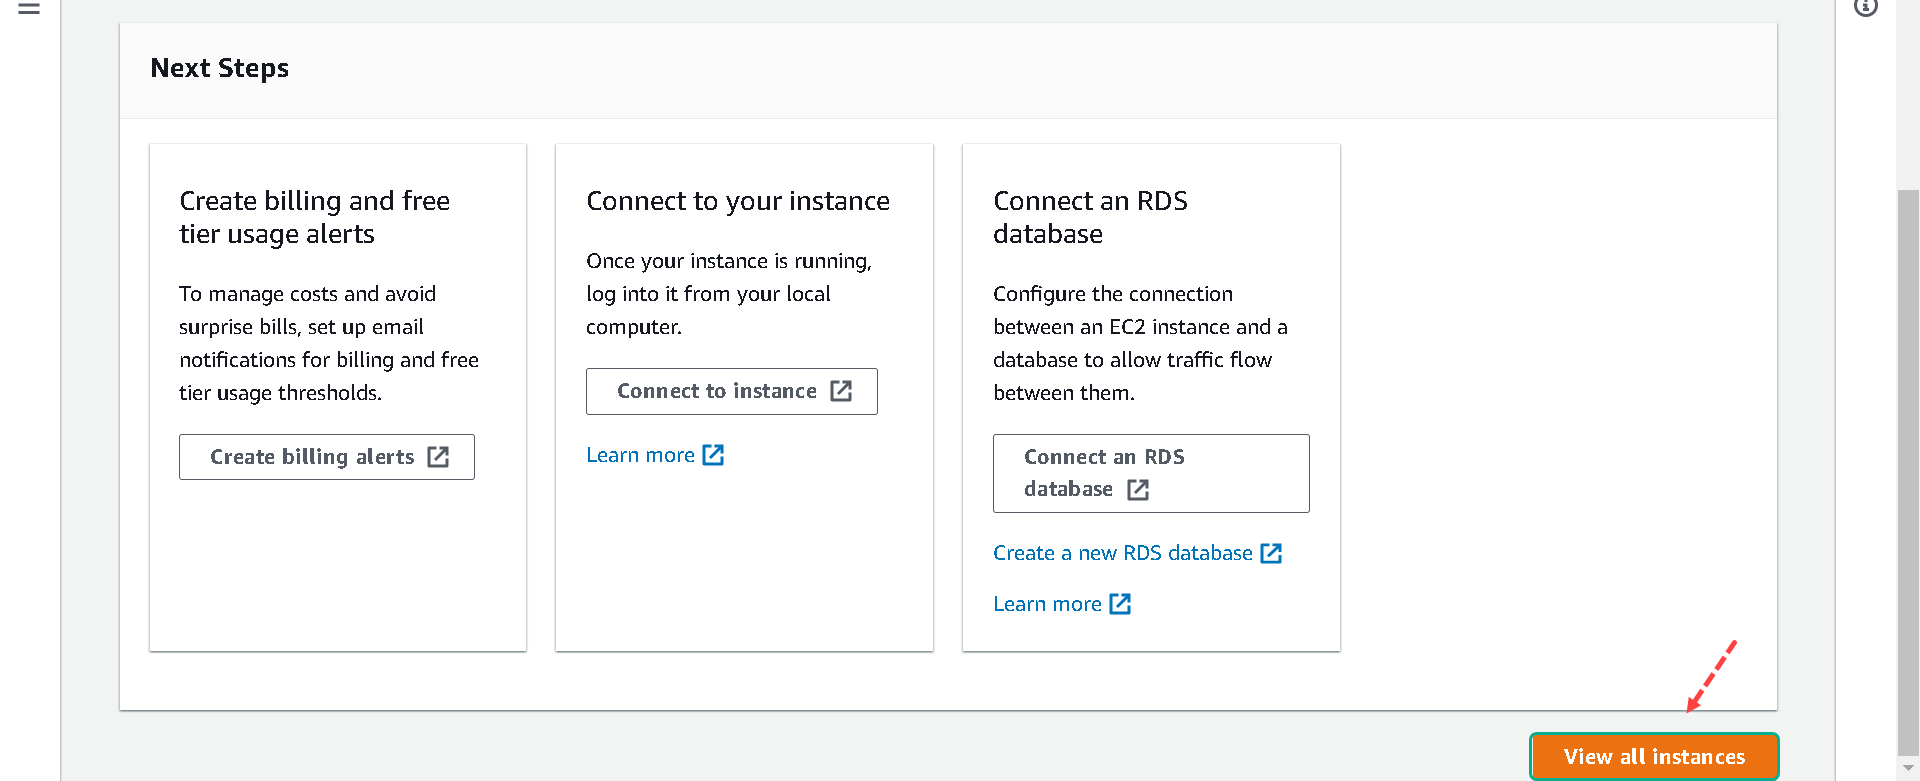 Next Steps
Create billing and free
tier usage alerts
To manage costs and avoid
surprise bills, set up email
notifications for billing and free
tier usage thresholds.
Create billing alerts
Connect to your instance
Once your instance is running,
log into it from your local
computer.
Connect to instance
Learn more
Connect an RDS
database
Configure the connection
between an EC2 instance and a
database to allow traffic flow
between them.
Connect an RDS
database
Create a new RDS database
Learn more
View all instances